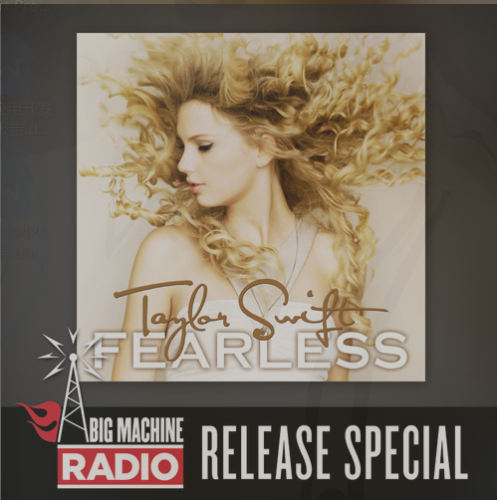 Taylor Swift
FEARLESS
BIG MACHINE
RADIO
RELEASE SPECIAL